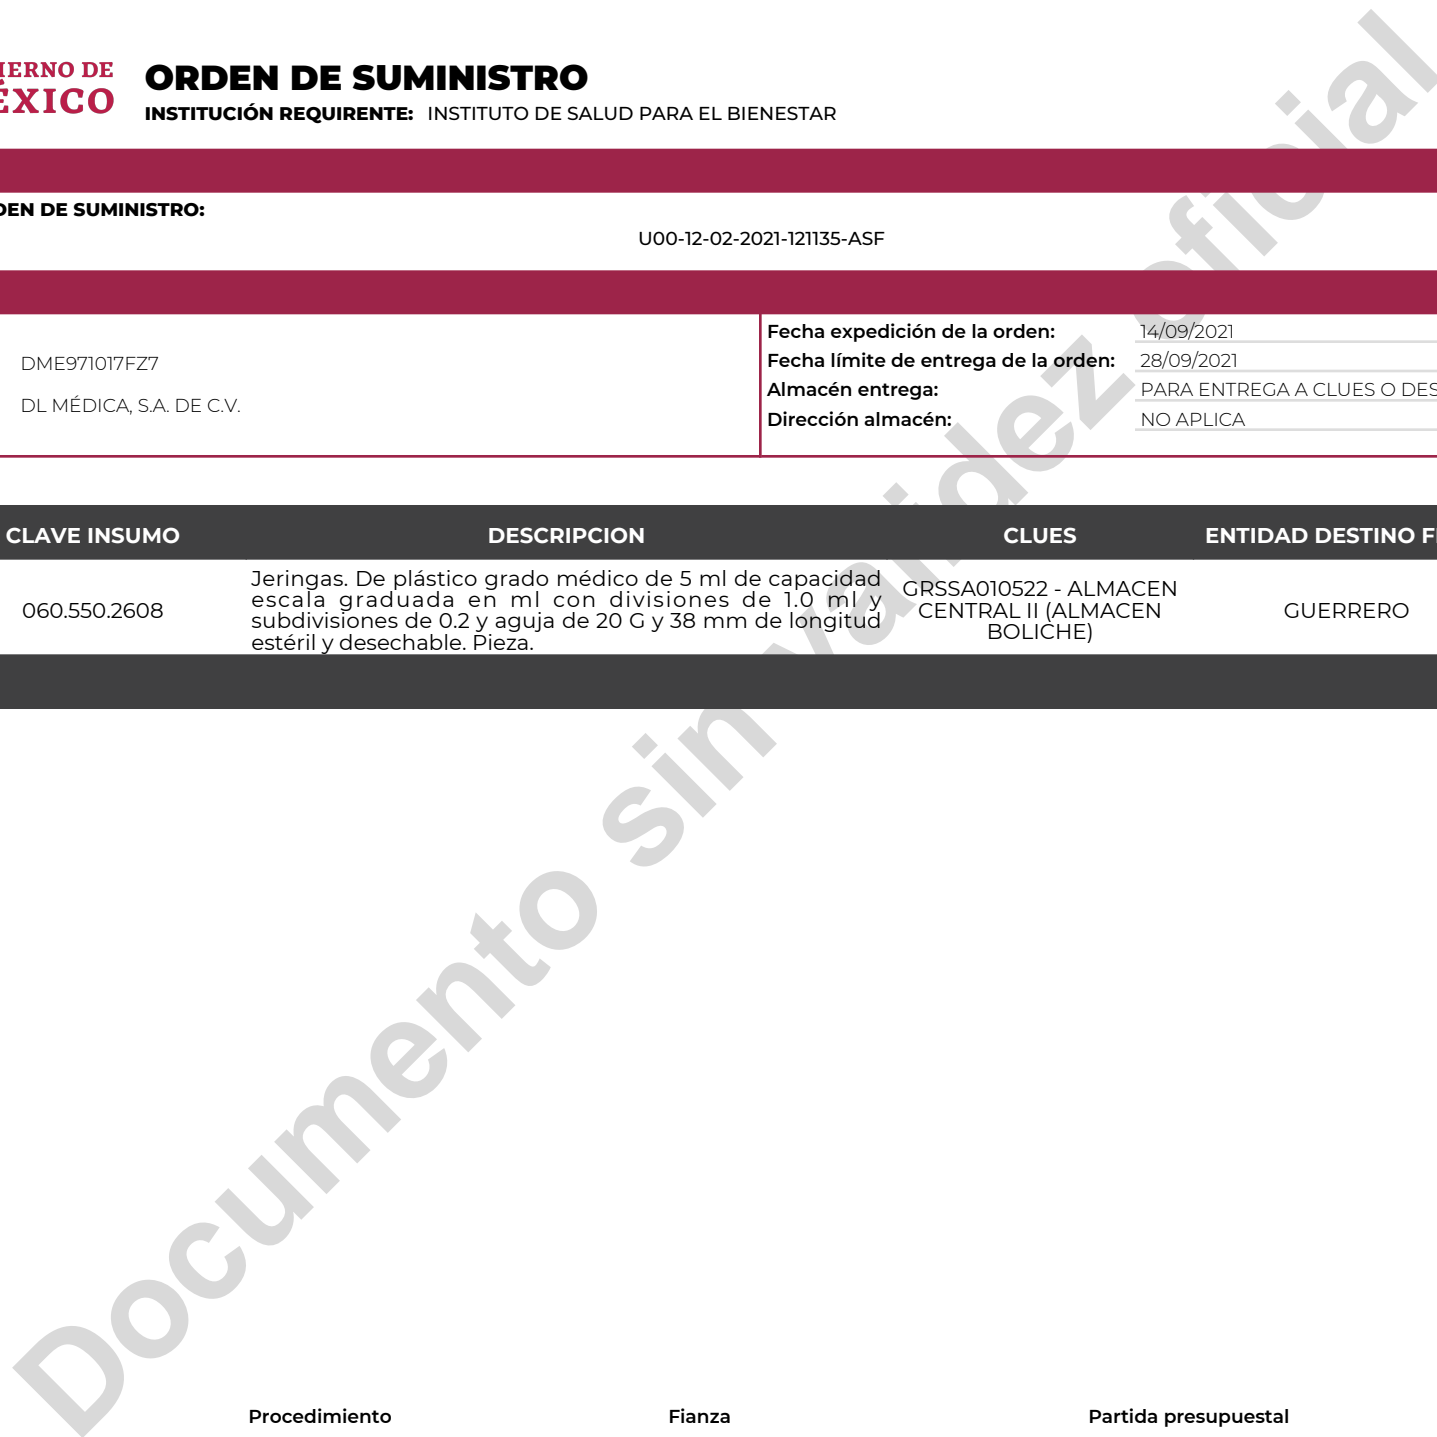 IERNO DE
ÉXICO
ORDEN DE SUMINISTRO
INSTITUCIÓN REQUIRENTE: INSTITUTO DE SALUD PARA EL BIENESTAR
DEN DE SUMINISTRO:
U00-12-02-2021-121135-ASF
DME971017FZ7
DL MÉDICA, S.A. DE C.V.
Fecha expedición de la orden: 14/09/2021
Fecha límite de entrega de la orden: 28/09/2021
Almacén entrega: PARA ENTREGA A CLUES O DES
Dirección almacén: NO APLICA
CLAVE INSUMO DESCRIPCION CLUES ENTIDAD DESTINO F
060.550.2608
Jeringas. De plástico grado médico de 5 ml de capacidad
escala graduada en ml con divisiones de 1.0 ml y
subdivisiones de 0.2 y aguja de 20 G y 38 mm de longitud
estéril y desechable. Pieza.
GRSSA010522 - ALMACEN
CENTRAL II (ALMACEN
BOLICHE)
GUERRERO
Documento sin validez oficial
Procedimiento Fianza Partida presupuestal